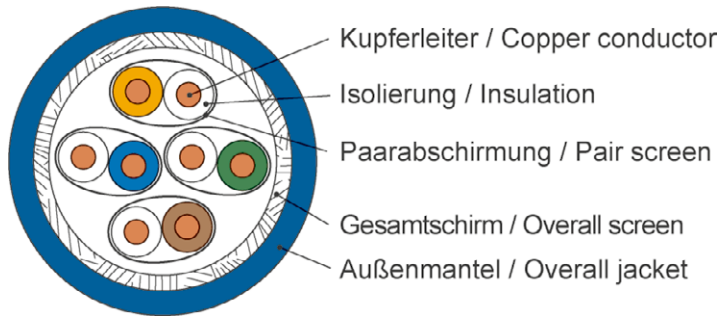 Kupferleiter / Copper conductor
Isolierung / Insulation
Paarabschirmung / Pair screen
Gesamtschirm / Overall screen
Außenmantel / Overall jacket